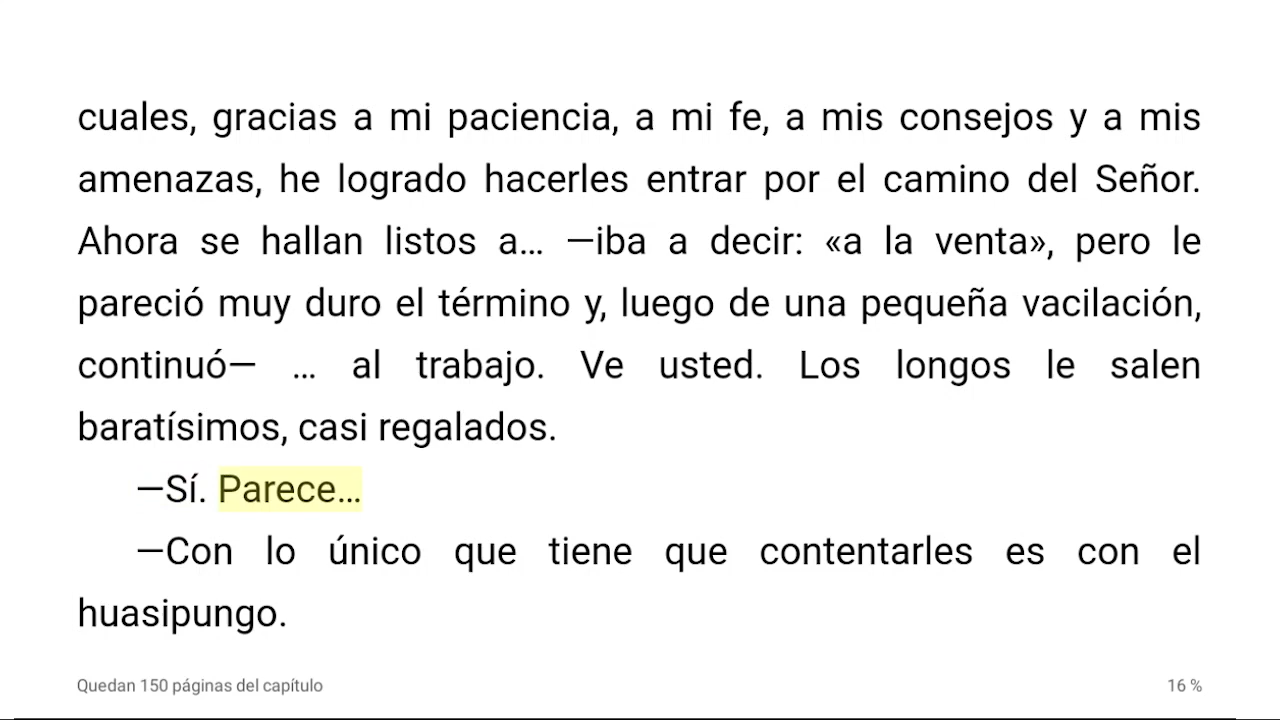 cuales, gracias a mi paciencia, a mi fe, a mis consejos y a mis
amenazas, he logrado hacerles entrar por el camino del Señor.
Ahora se hallan listos a… —iba a decir: «a la venta», pero le
pareció muy duro el término y, luego de una pequeña vacilación,
continuó— … al trabajo. Ve usted. Los longos le salen
baratísimos, casi regalados.
—Sí. Parece…
—Con lo único que tiene que contentarles es con el
huasipungo.
Quedan 150 páginas del capítulo
16 %